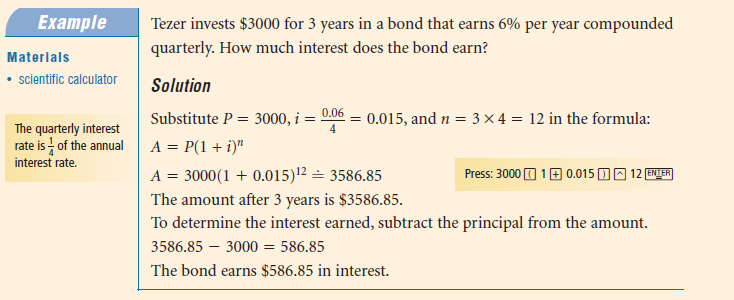 Example
Materials
• scientific calculator
The quarterly interest
rate is 1/4 of the annual
interest rate.
Tezer invests $3000 for 3 years in a bond that earns 6% per year compounded
quarterly. How much interest does the bond earn?
Solution
Substitute P = 3000, i = 0.06/4 = 0.015, and n = 3 × 4 = 12 in the formula:
A = P(1 + i)ⁿ
A = 3000(1 + 0.015)¹² ≐ 3586.85
Press: 3000 ( 1 + 0.015 ) ^ 12 ENTER
The amount after 3 years is $3586.85.
To determine the interest earned, subtract the principal from the amount.
3586.85 − 3000 = 586.85
The bond earns $586.85 in interest.